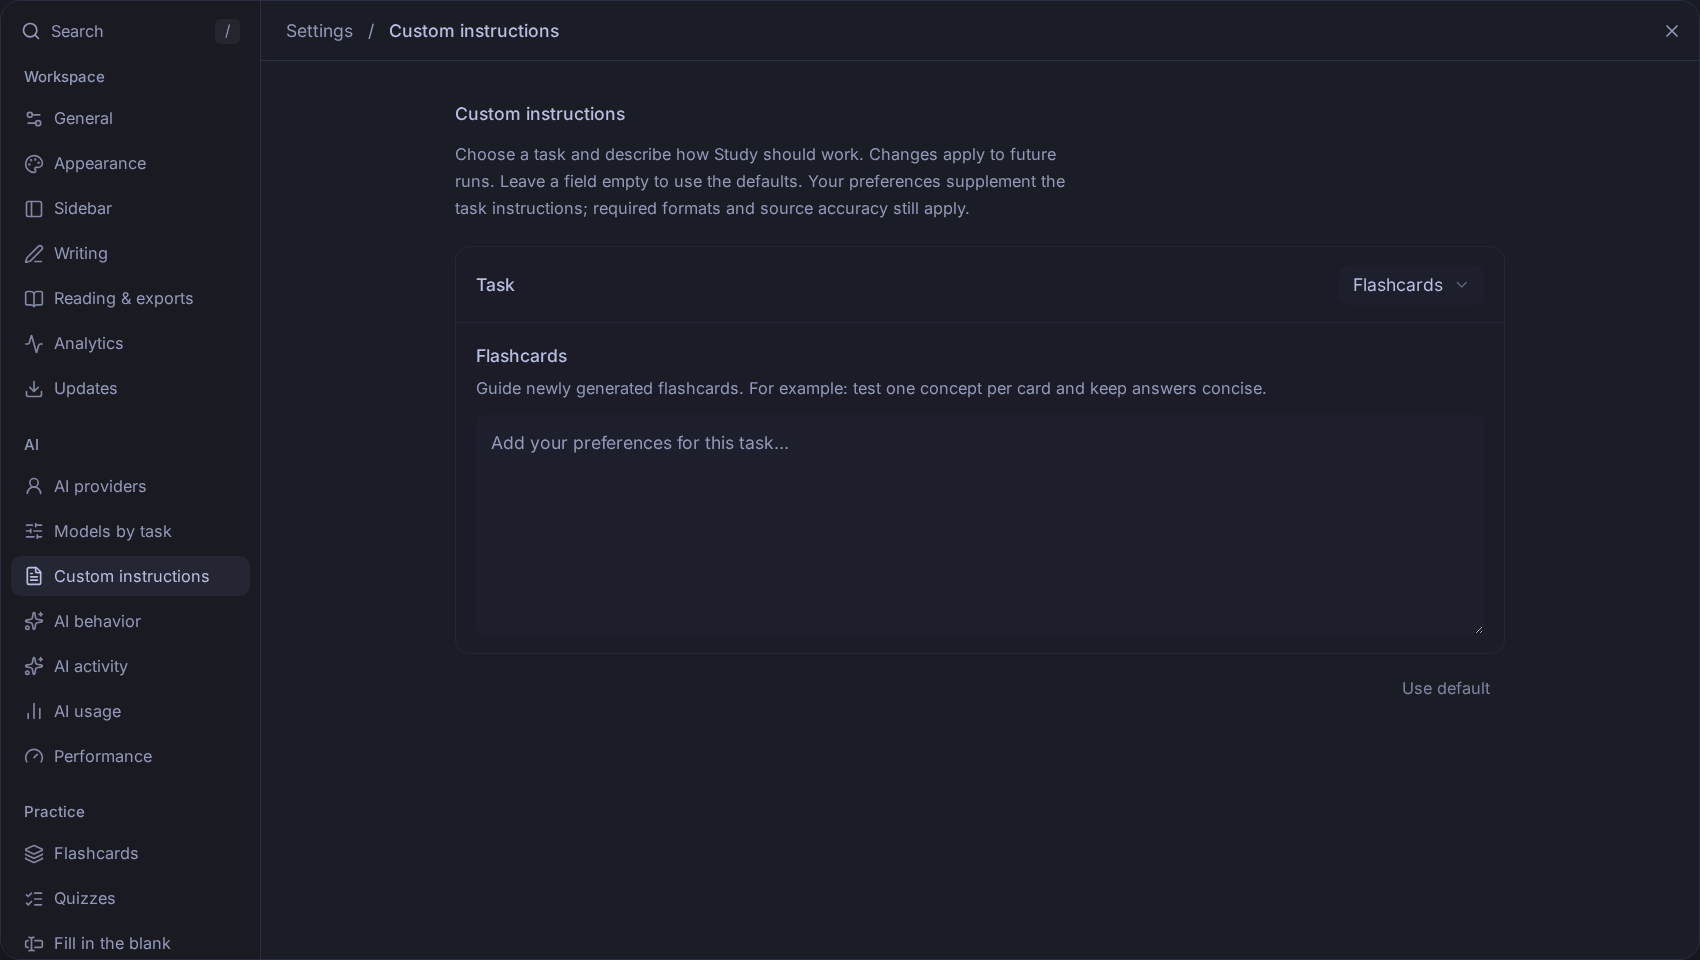 Search
/
Workspace
General
Appearance
Sidebar
Writing
Reading & exports
Analytics
Updates
AI
AI providers
Models by task
Custom instructions
AI behavior
AI activity
AI usage
Performance
Practice
Flashcards
Quizzes
Fill in the blank
Settings / Custom instructions
Custom instructions
Choose a task and describe how Study should work. Changes apply to future
runs. Leave a field empty to use the defaults. Your preferences supplement the
task instructions; required formats and source accuracy still apply.
Task
Flashcards
Flashcards
Guide newly generated flashcards. For example: test one concept per card and keep answers concise.
Add your preferences for this task...
Use default